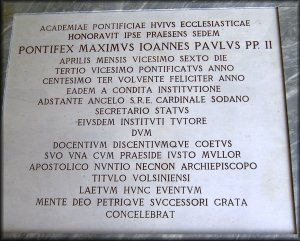 ACADEMIAE PONTIFICIAE HVIVS ECCLESIASTICAE
HONORAVIT IPSE PRAESENS SEDEM
PONTIFEX MAXIMVS IOANNES PAVLVS PP. II
APRILIS MENSIS VICESIMO SEXTO DIE
TERTIO VICESIMO PONTIFICATVS ANNO
CENTESIMO TER VOLVENTE FELICITER ANNO
EADEM A CONDITA INSTITVTIONE
ADSTANTE ANGELO S.R.E. CARDINALE SODANO
SECRETARIO STATVS
EIVSDEM INSTITVTI TVTORE
DVM
DOCENTIVM DISCENTIVMQVE COETVS
SVO VNA CVM PRAESIDE IVSTO MVLLOR
APOSTOLICO NVNTIO NECNON ARCHIEPISCOPO
TITVLO VOLSINIENSI
LAETVM HVNC EVENTVM
MENTE DEO PETRIQVE SVCCESSORI GRATA
CONCELEBRAT